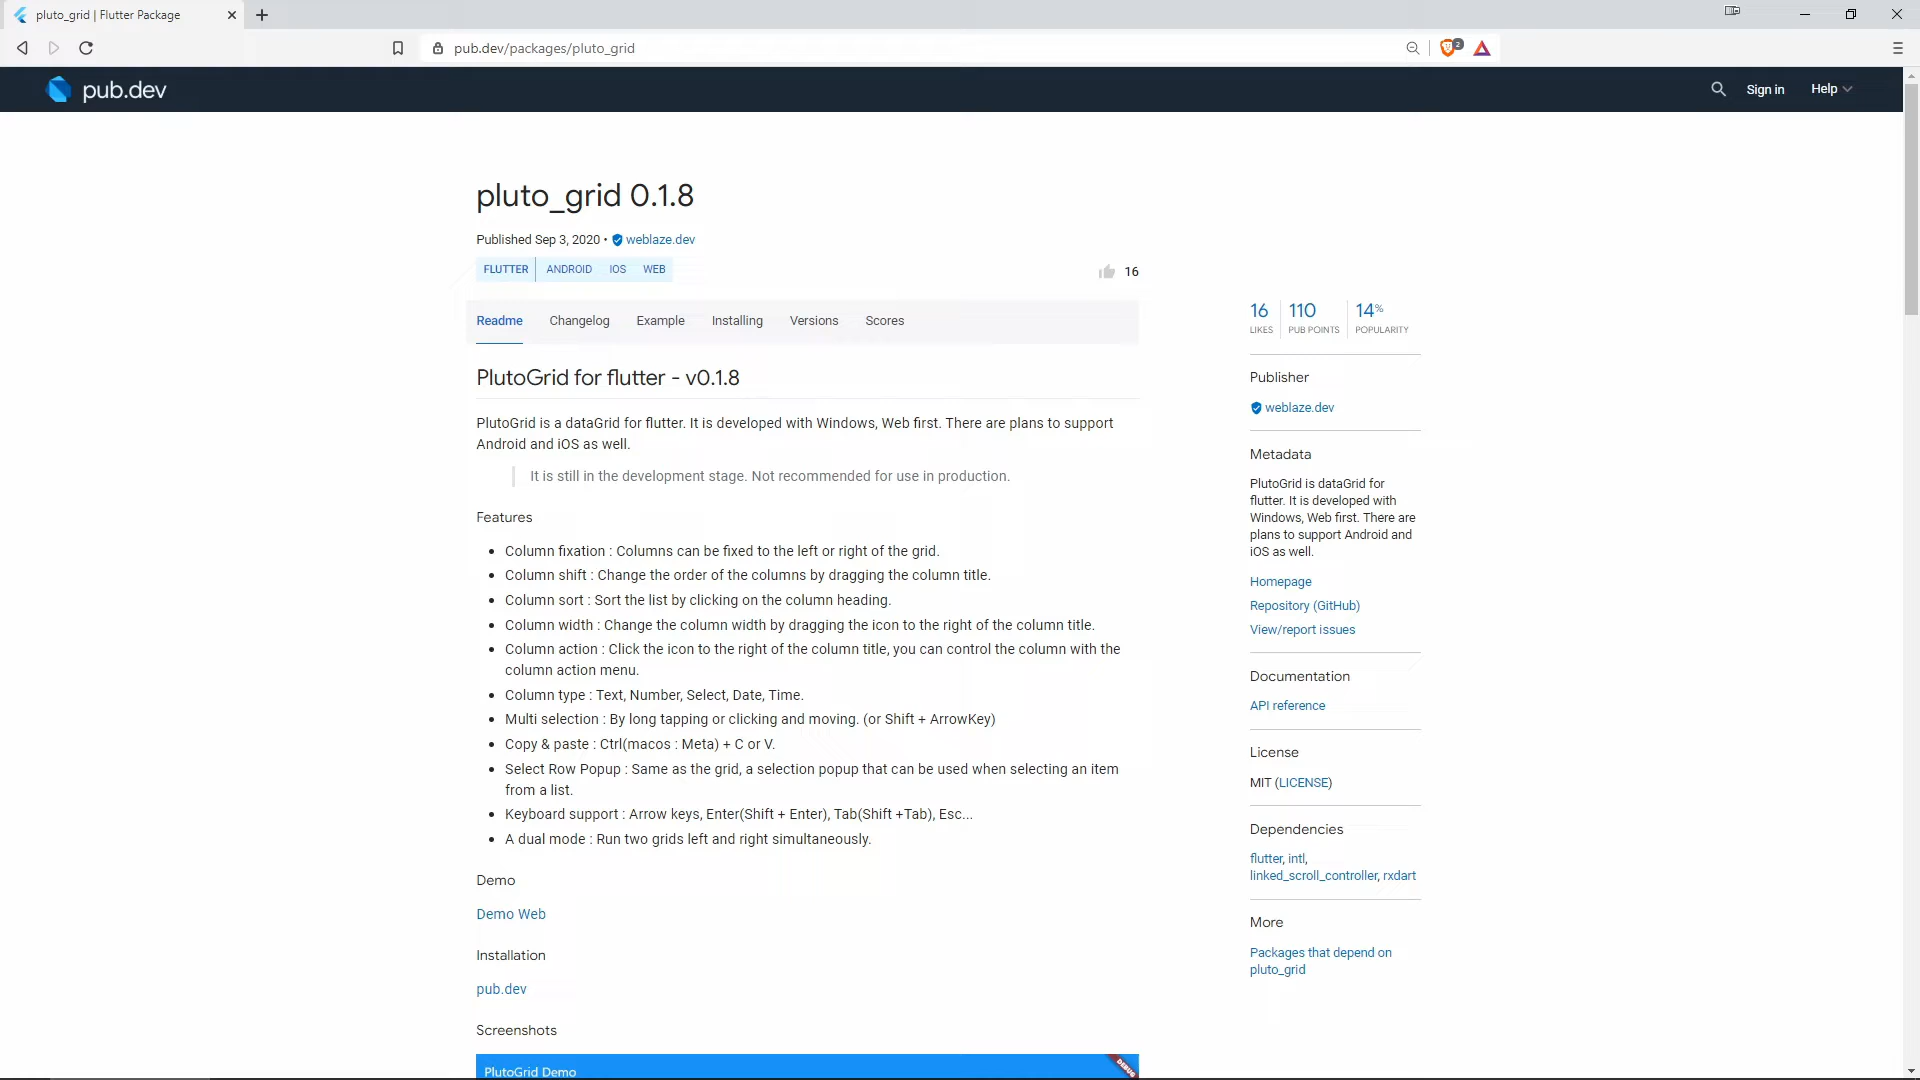 pluto_grid | Flutter Package
pub.dev/packages/pluto_grid
2
pub.dev
Sign in
Help
pluto_grid 0.1.8
Published Sep 3, 2020 • weblaze.dev
FLUTTER ANDROID IOS WEB
16
Readme Changelog Example Installing Versions Scores
PlutoGrid for flutter - v0.1.8
PlutoGrid is a dataGrid for flutter. It is developed with Windows, Web first. There are plans to support
Android and iOS as well.
It is still in the development stage. Not recommended for use in production.
Features
• Column fixation : Columns can be fixed to the left or right of the grid.
• Column shift : Change the order of the columns by dragging the column title.
• Column sort : Sort the list by clicking on the column heading.
• Column width : Change the column width by dragging the icon to the right of the column title.
• Column action : Click the icon to the right of the column title, you can control the column with the
column action menu.
• Column type : Text, Number, Select, Date, Time.
• Multi selection : By long tapping or clicking and moving. (or Shift + ArrowKey)
• Copy & paste : Ctrl(macos : Meta) + C or V.
• Select Row Popup : Same as the grid, a selection popup that can be used when selecting an item
from a list.
• Keyboard support : Arrow keys, Enter(Shift + Enter), Tab(Shift +Tab), Esc...
• A dual mode : Run two grids left and right simultaneously.
Demo
Demo Web
Installation
pub.dev
Screenshots
PlutoGrid Demo
DEBUG
16 110 14%
LIKES PUB POINTS POPULARITY
Publisher
weblaze.dev
Metadata
PlutoGrid is dataGrid for
flutter. It is developed with
Windows, Web first. There are
plans to support Android and
iOS as well.
Homepage
Repository (GitHub)
View/report issues
Documentation
API reference
License
MIT (LICENSE)
Dependencies
flutter, intl,
linked_scroll_controller, rxdart
More
Packages that depend on
pluto_grid